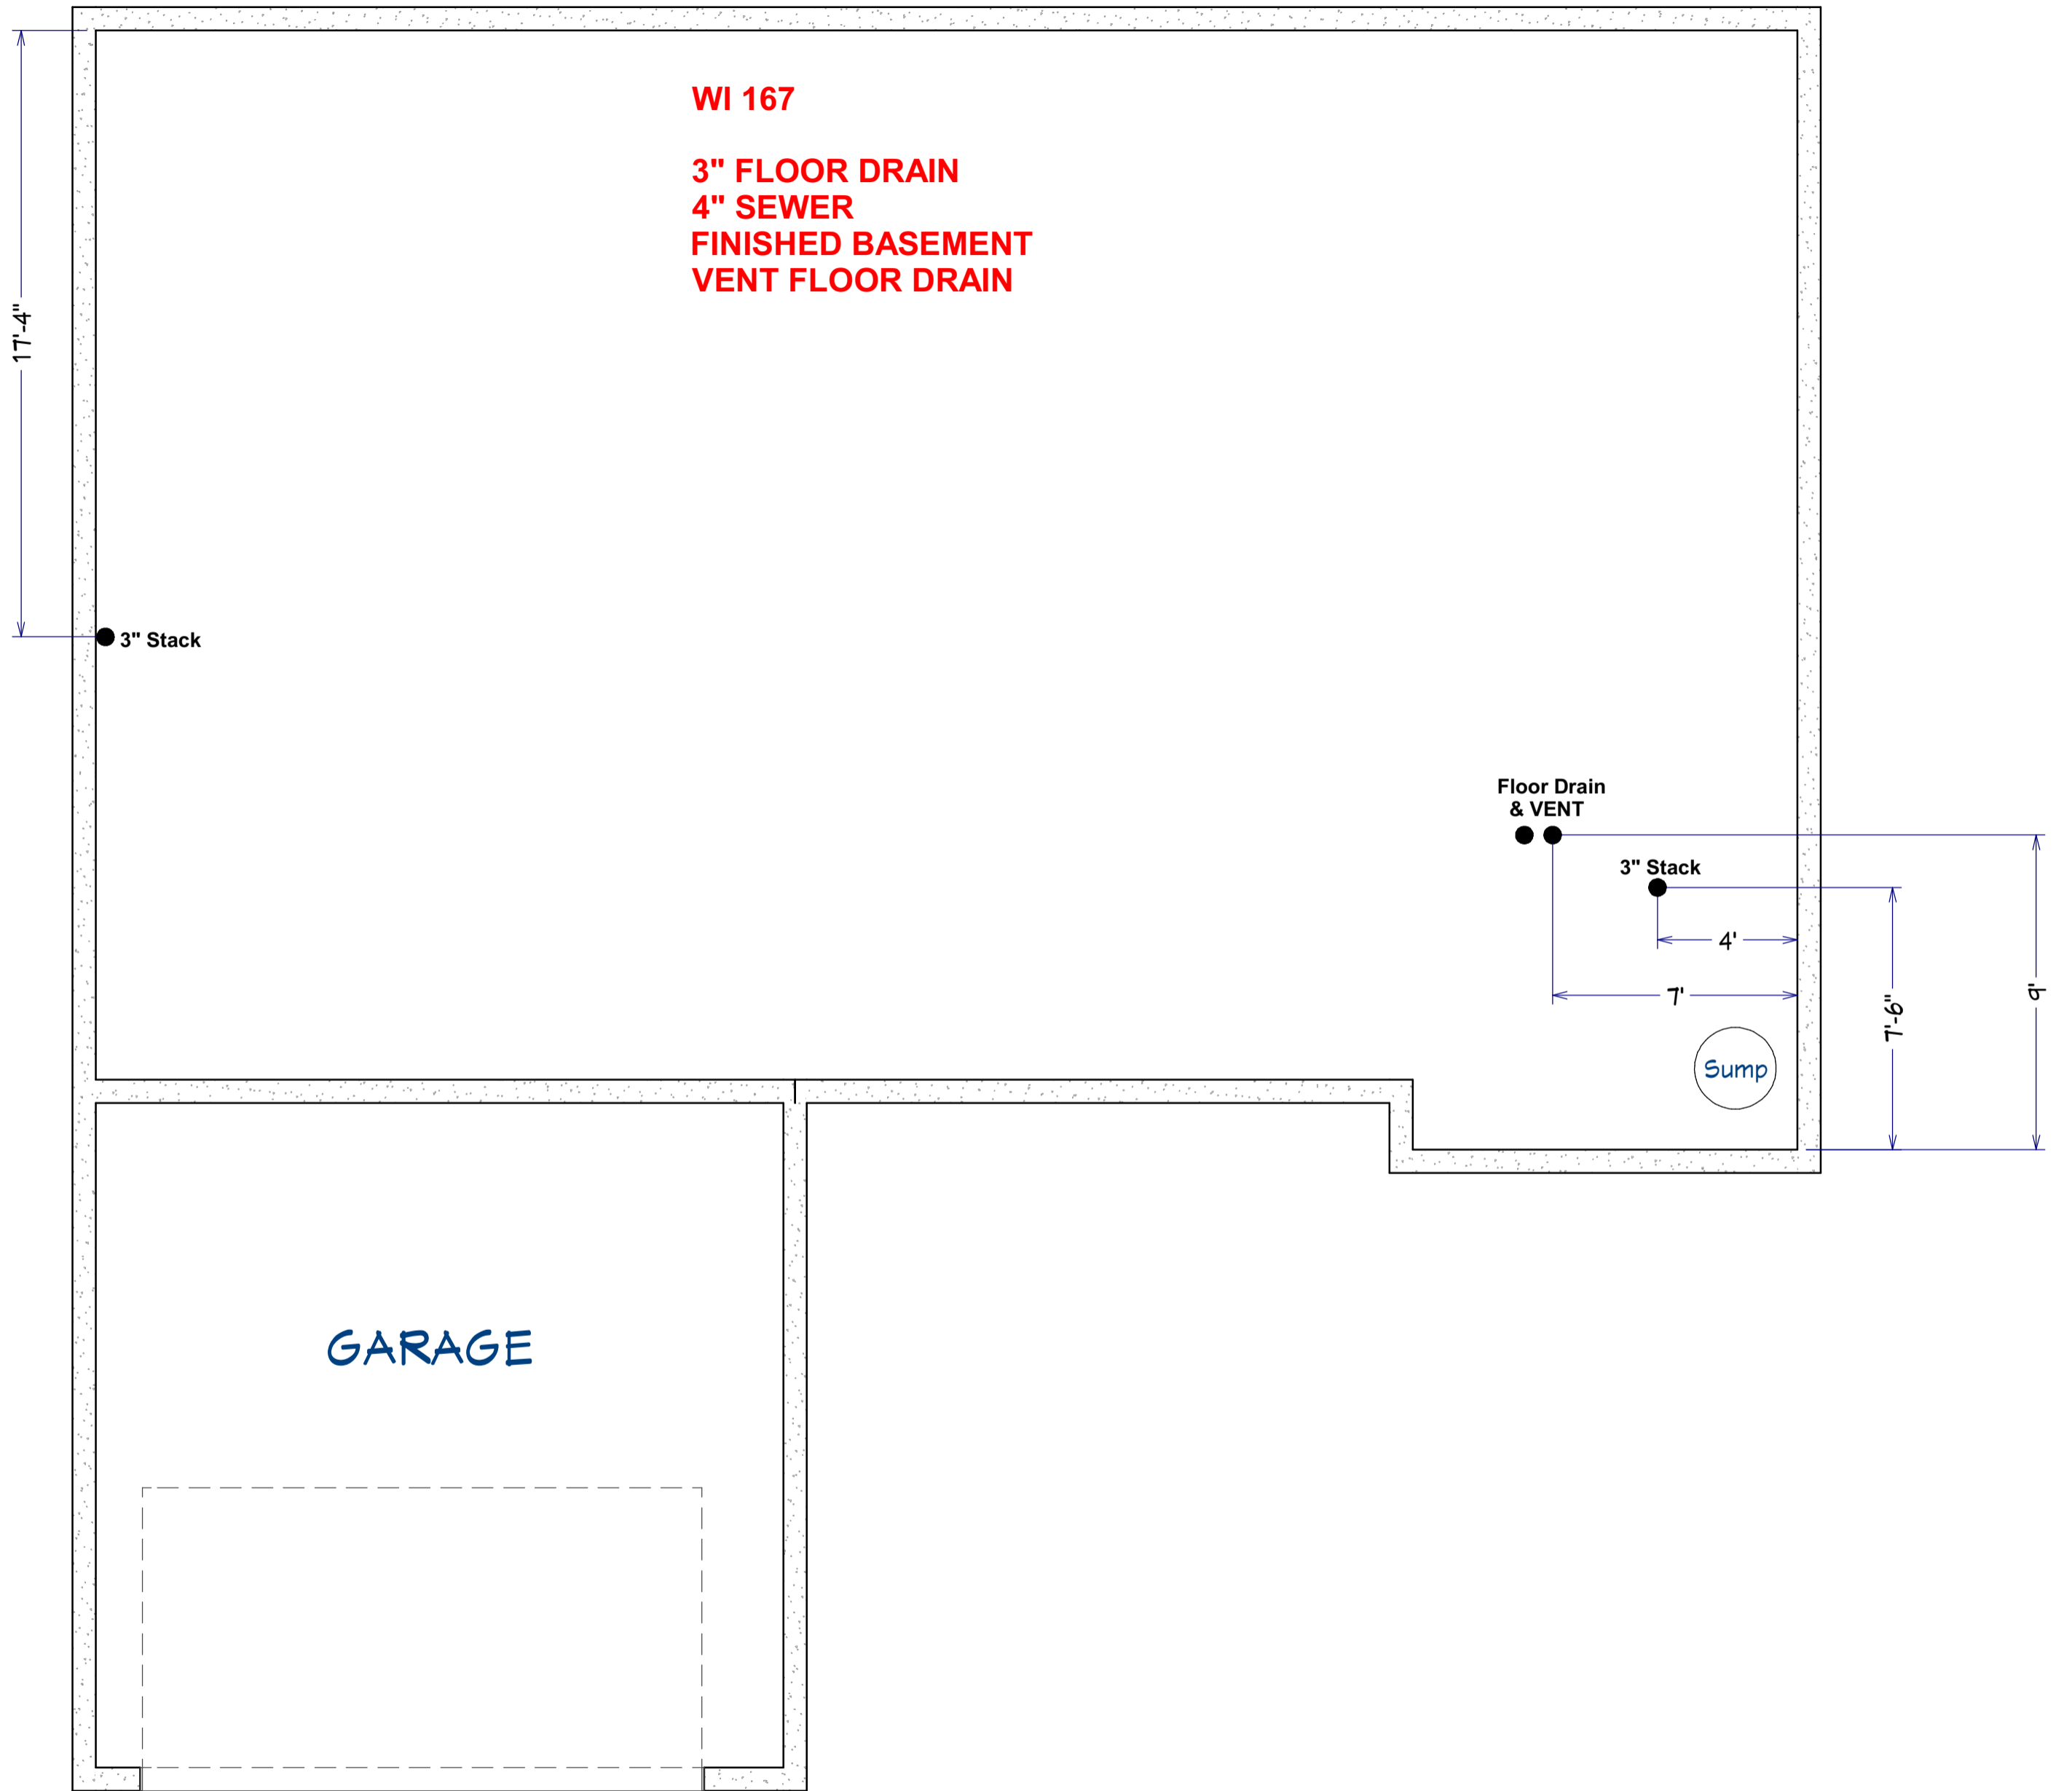 WI 167
3" FLOOR DRAIN
4" SEWER
FINISHED BASEMENT
VENT FLOOR DRAIN
17'-4"
3" Stack
Floor Drain
& VENT
3" Stack
4'
7'
7'-6"
9'
Sump
GARAGE